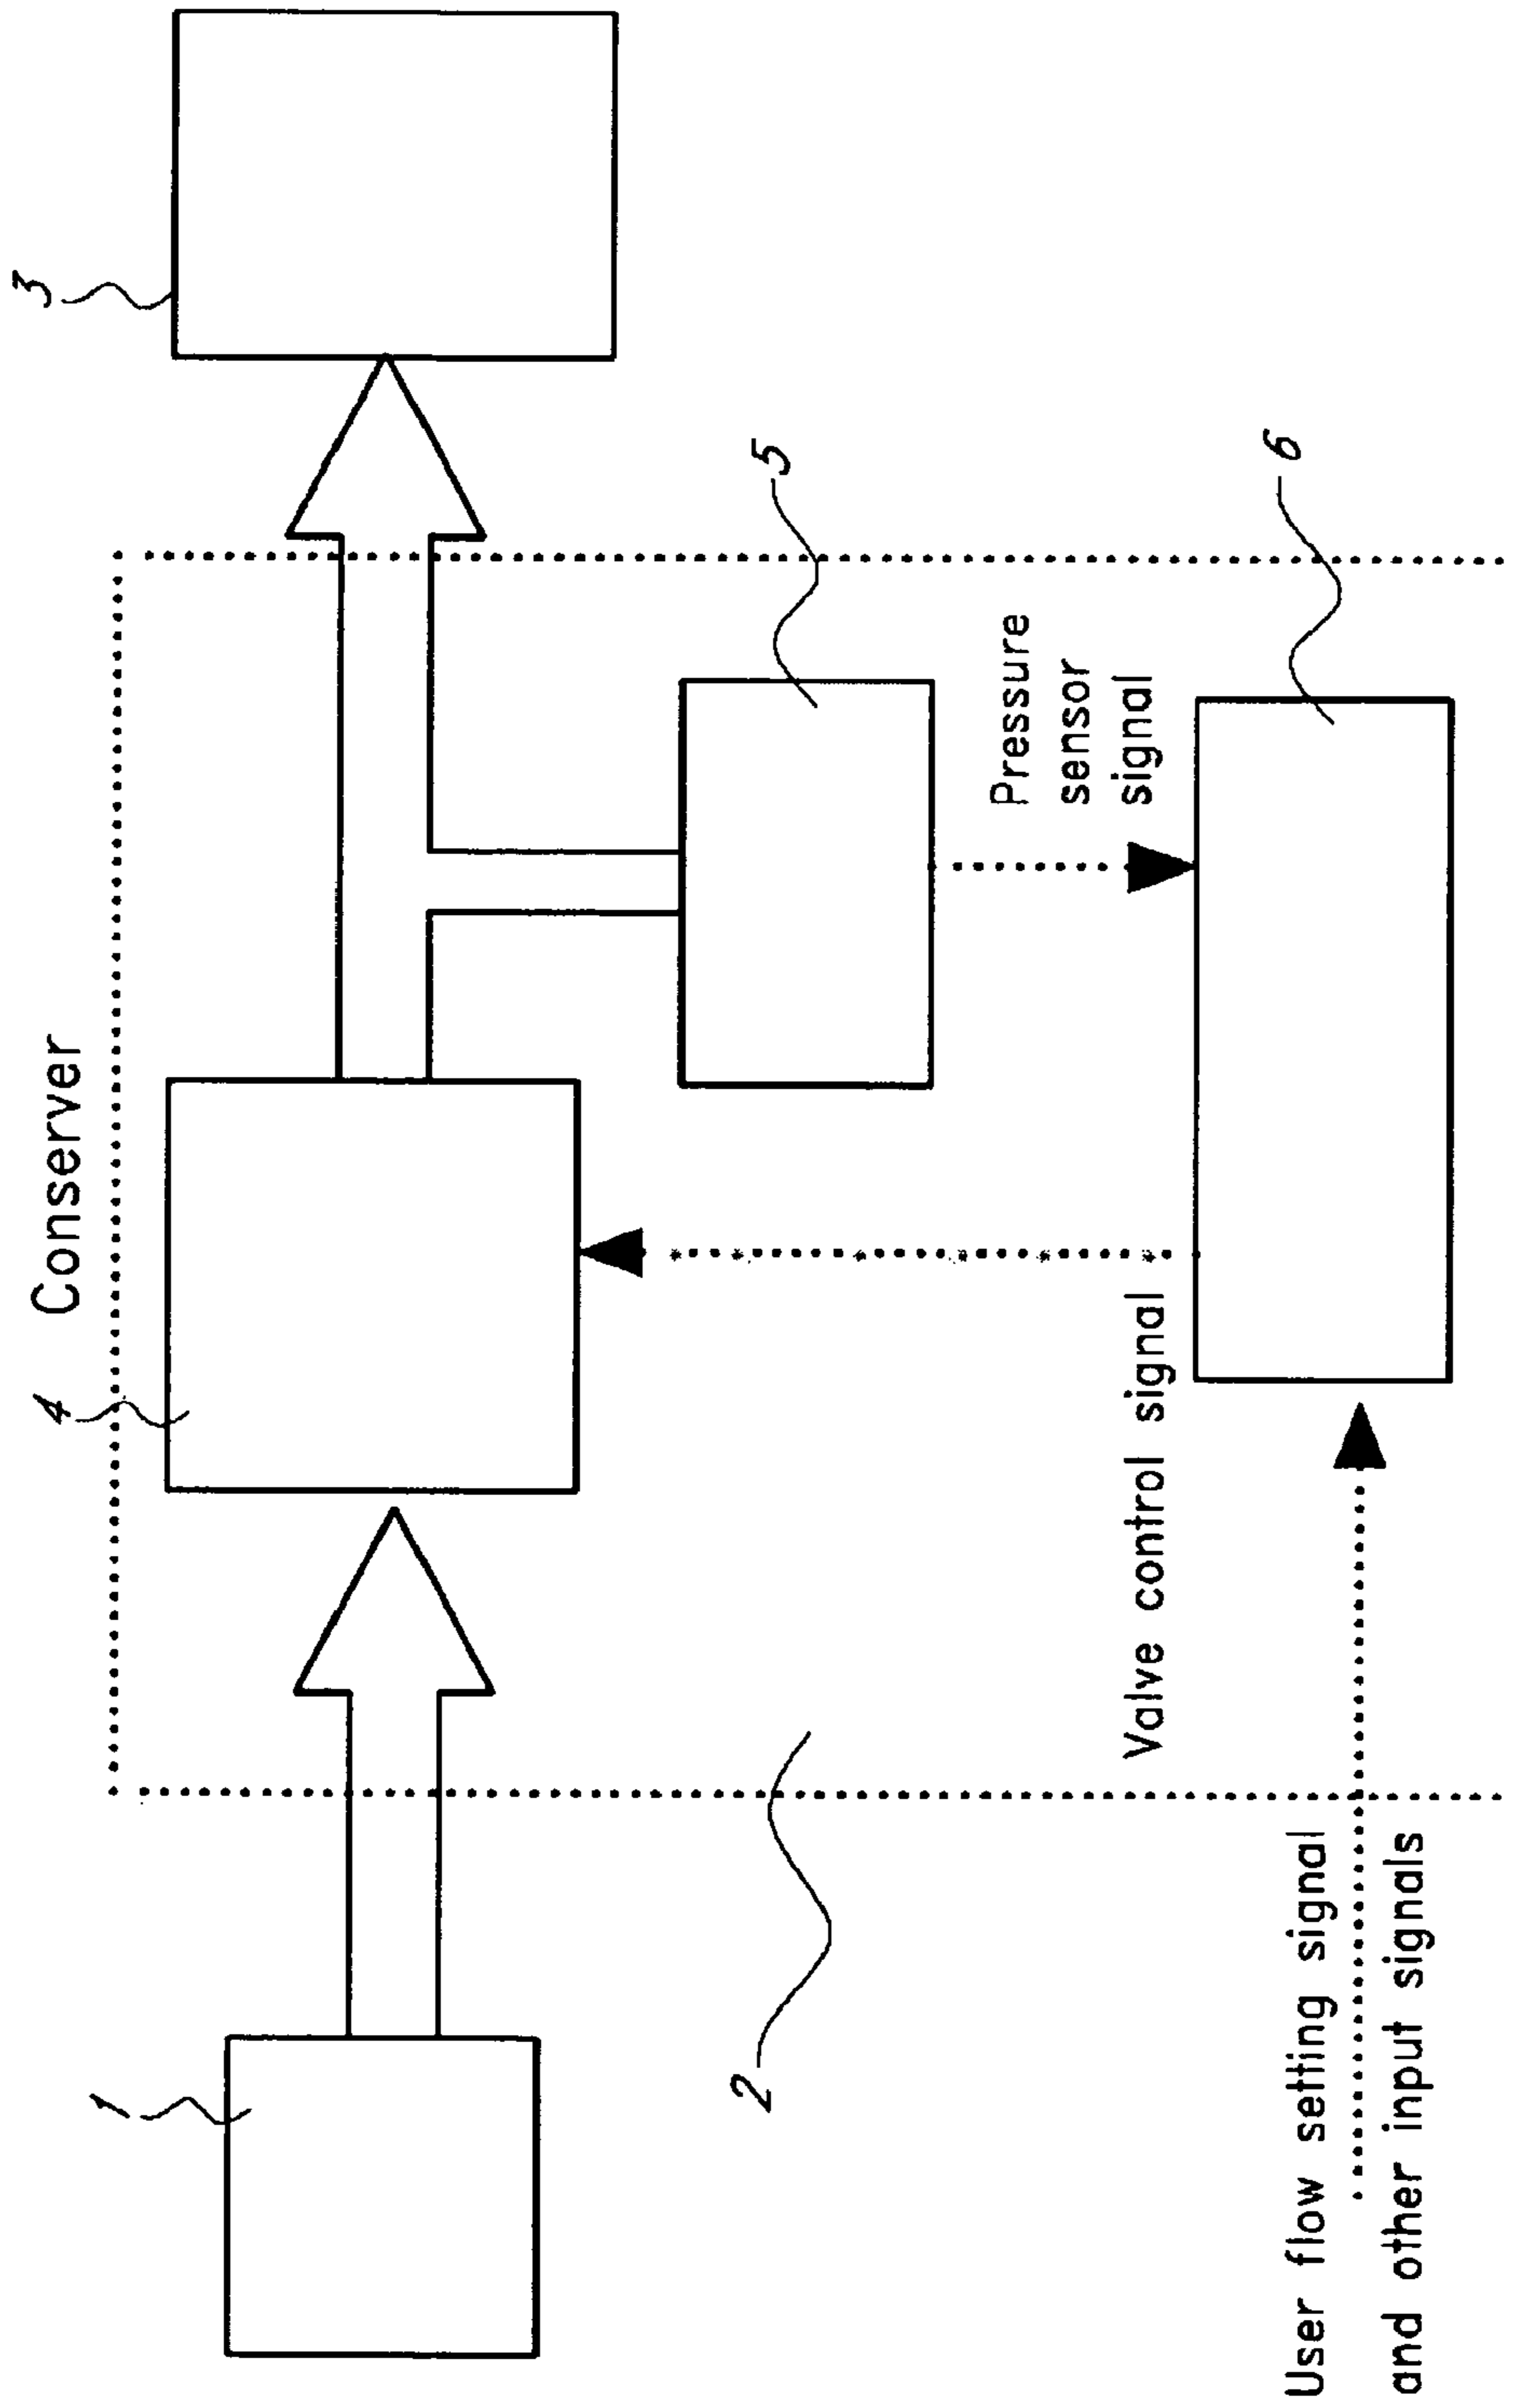 Conserver
1
4
3
2
5
Pressure
sensor
signal
Valve control signal
6
User flow setting signal
and other input signals